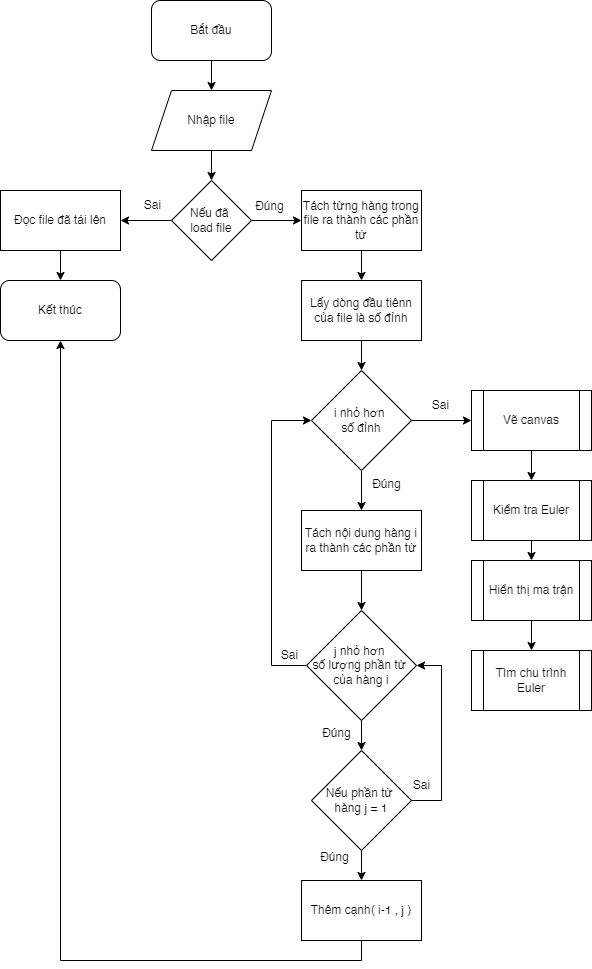 Bắt đầu
Nhập file
Nếu đã
load file
Sai
Đúng
Đọc file đã tải lên
Tách từng hàng trong
file ra thành các phần
tử
Kết thúc
Lấy dòng đầu tiênn
của file là số đỉnh
i nhỏ hơn
số đỉnh
Sai
Vẽ canvas
Đúng
Kiểm tra Euler
Tách nội dung hàng i
ra thành các phần tử
Hiển thị ma trận
j nhỏ hơn
số lượng phần tử
của hàng i
Sai
Tìm chu trình
Euler
Đúng
Nếu phần tử
hàng j = 1
Sai
Đúng
Thêm cạnh( i-1 , j )